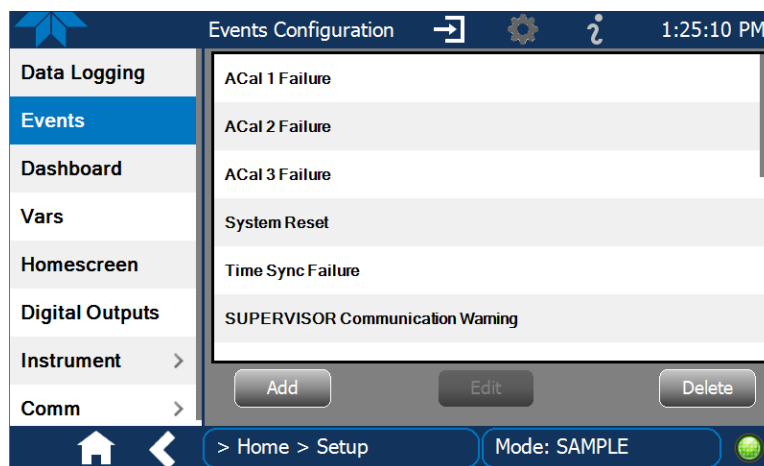 Events Configuration
1:25:10 PM
Data Logging
Events
Dashboard
Vars
Homescreen
Digital Outputs
Instrument >
Comm >
ACal 1 Failure
ACal 2 Failure
ACal 3 Failure
System Reset
Time Sync Failure
SUPERVISOR Communication Warning
Add
Edit
Delete
> Home > Setup
Mode: SAMPLE